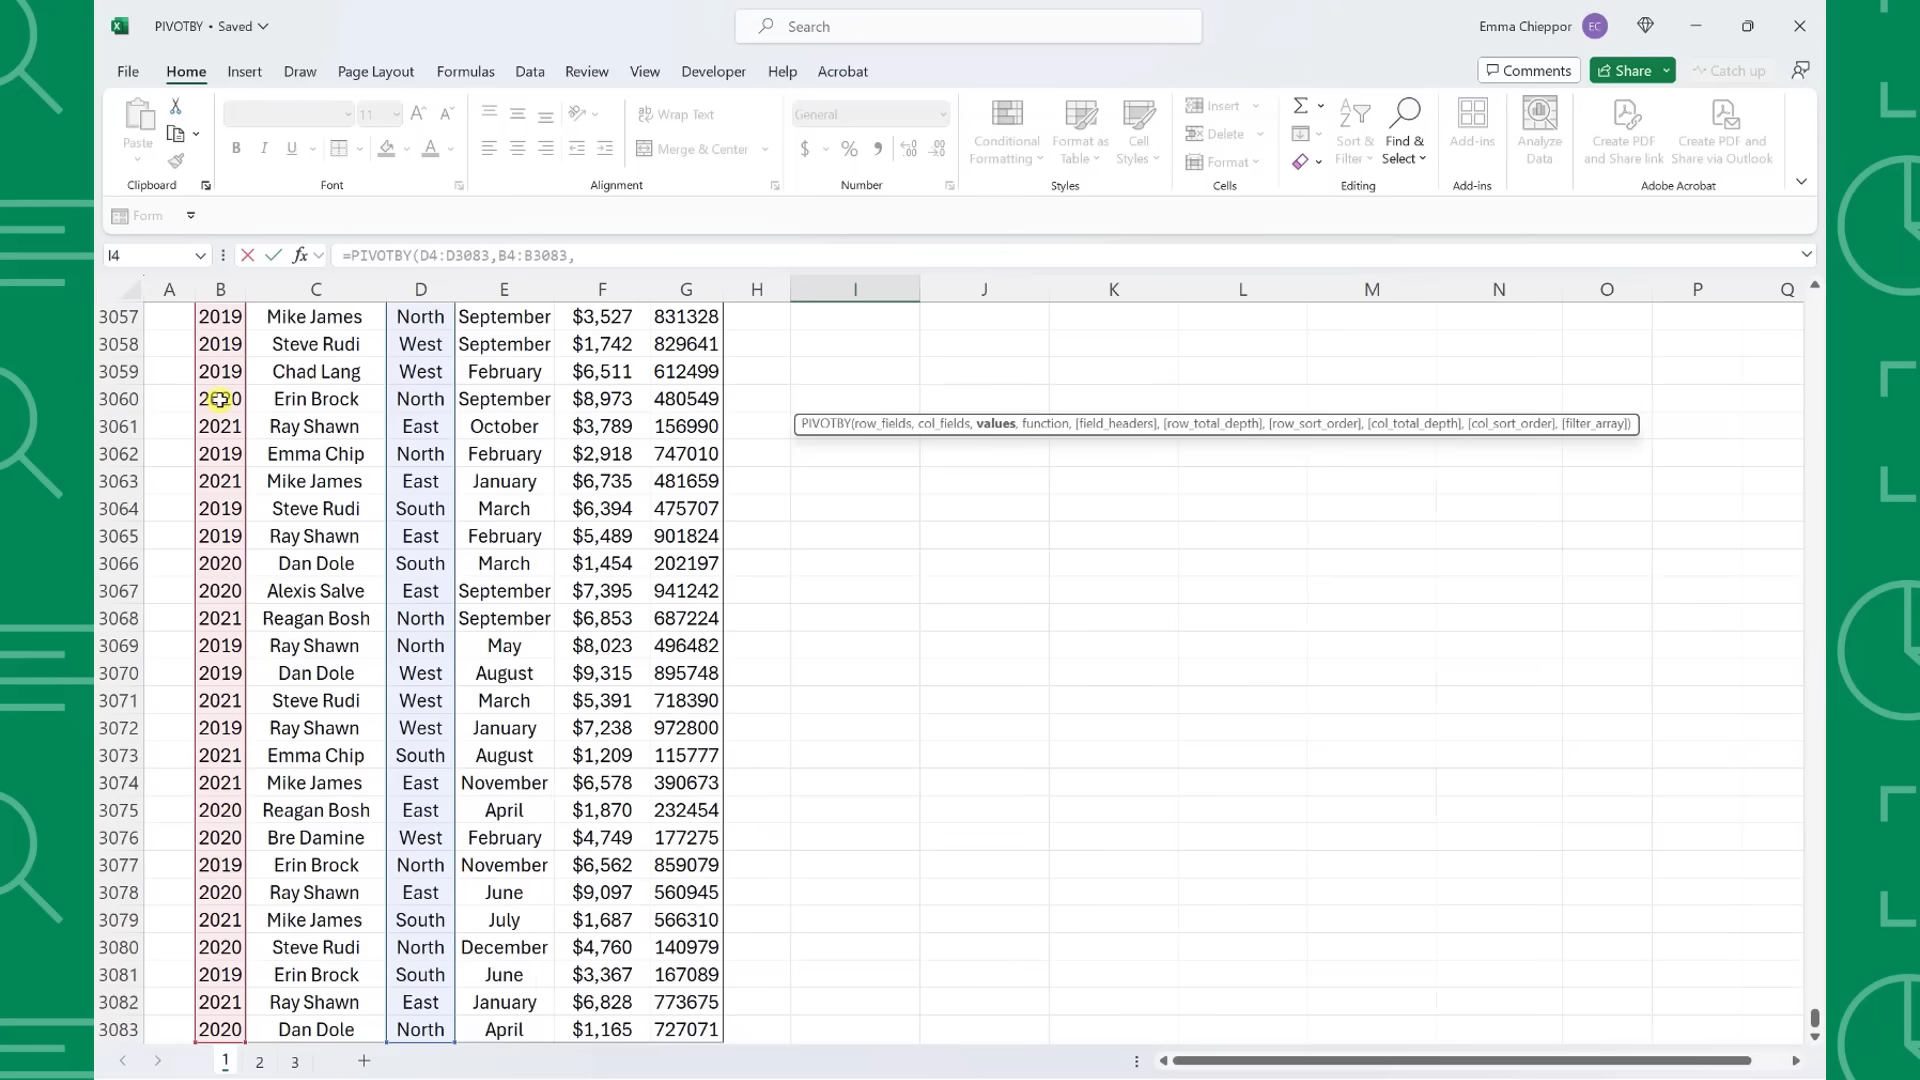 PIVOTBY • Saved
Search
Emma Chieppor
EC
File Home Insert Draw Page Layout Formulas Data Review View Developer Help Acrobat
Comments
Share
Catch up
Paste
Clipboard
11
B I U
Font
Wrap Text
Merge & Center
Alignment
General
$ % 9
Number
Conditional Formatting
Format as Table
Cell Styles
Styles
Insert
Delete
Format
Cells
Sort & Filter
Find & Select
Editing
Add-ins
Add-ins
Analyze Data
Create PDF and Share link
Create PDF and Share via Outlook
Adobe Acrobat
Form
I4
fx
=PIVOTBY(D4:D3083,B4:B3083,
A B C D E F G H I J K L M N O P Q
3057 2019 Mike James North September $3,527 831328
3058 2019 Steve Rudi West September $1,742 829641
3059 2019 Chad Lang West February $6,511 612499
3060 2020 Erin Brock North September $8,973 480549
3061 2021 Ray Shawn East October $3,789 156990
PIVOTBY(row_fields, col_fields, values, function, [field_headers], [row_total_depth], [row_sort_order], [col_total_depth], [col_sort_order], [filter_array])
3062 2019 Emma Chip North February $2,918 747010
3063 2021 Mike James East January $6,735 481659
3064 2019 Steve Rudi South March $6,394 475707
3065 2019 Ray Shawn East February $5,489 901824
3066 2020 Dan Dole South March $1,454 202197
3067 2020 Alexis Salve East September $7,395 941242
3068 2021 Reagan Bosh North September $6,853 687224
3069 2019 Ray Shawn North May $8,023 496482
3070 2019 Dan Dole West August $9,315 895748
3071 2021 Steve Rudi West March $5,391 718390
3072 2019 Ray Shawn West January $7,238 972800
3073 2021 Emma Chip South August $1,209 115777
3074 2021 Mike James East November $6,578 390673
3075 2020 Reagan Bosh East April $1,870 232454
3076 2020 Bre Damine West February $4,749 177275
3077 2019 Erin Brock North November $6,562 859079
3078 2020 Ray Shawn East June $9,097 560945
3079 2021 Mike James South July $1,687 566310
3080 2020 Steve Rudi North December $4,760 140979
3081 2019 Erin Brock South June $3,367 167089
3082 2021 Ray Shawn East January $6,828 773675
3083 2020 Dan Dole North April $1,165 727071
1 2 3